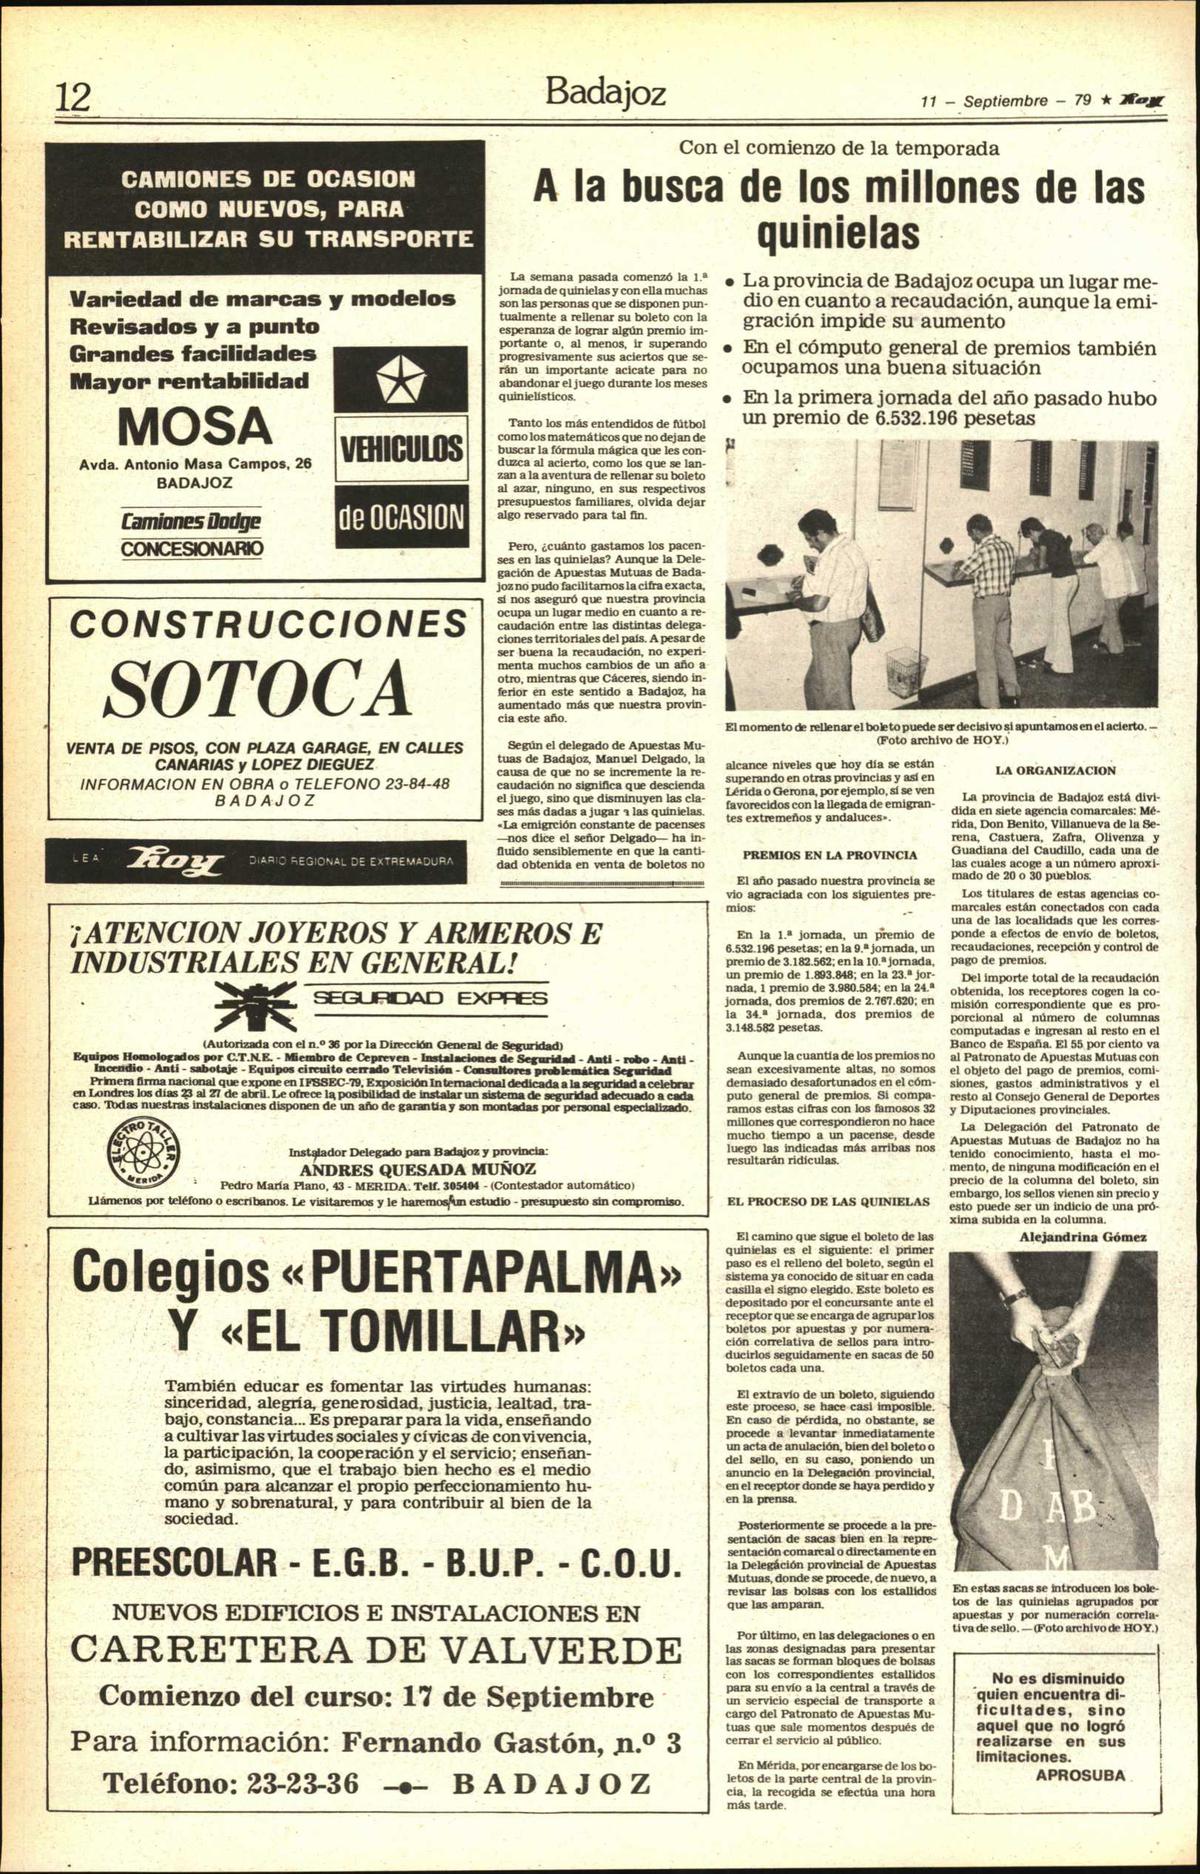 12
Badajoz
11 – Septiembre – 79 ★ Hoy
CAMIONES DE OCASION
COMO NUEVOS, PARA
RENTABILIZAR SU TRANSPORTE
Variedad de marcas y modelos
Revisados y a punto
Grandes facilidades
Mayor rentabilidad
MOSA
Avda. Antonio Masa Campos, 26
BADAJOZ
Camiones Dodge
CONCESIONARIO
VEHICULOS
de OCASION
CONSTRUCCIONES
SOTOCA
VENTA DE PISOS, CON PLAZA GARAGE, EN CALLES
CANARIAS y LOPEZ DIEGUEZ
INFORMACION EN OBRA o TELEFONO 23-84-48
BADAJOZ
LEA hoy DIARIO REGIONAL DE EXTREMADURA
Con el comienzo de la temporada
A la busca de los millones de las
quinielas
La semana pasada comenzó la 1.ª
jornada de quinielas y con ella muchas
son las personas que se disponen pun-
tualmente a rellenar su boleto con la
esperanza de lograr algún premio im-
portante o, al menos, ir superando
progresivamente sus aciertos que se-
rán un importante acicate para no
abandonar el juego durante los meses
quinielísticos.
Tanto los más entendidos de fútbol
como los matemáticos que no dejan de
buscar la fórmula mágica que les con-
duzca al acierto, como los que se lan-
zan a la aventura de rellenar su boleto
al azar, ninguno, en sus respectivos
presupuestos familiares, olvida dejar
algo reservado para tal fin.
Pero, ¿cuánto gastamos los pacen-
ses en las quinielas? Aunque la Dele-
gación de Apuestas Mutuas de Bada-
joz no pudo facilitarnos la cifra exacta,
si nos aseguró que nuestra provincia
ocupa un lugar medio en cuanto a re-
caudación entre las distintas delega-
ciones territoriales del país. A pesar de
ser buena la recaudación, no experi-
menta muchos cambios de un año a
otro, mientras que Cáceres, siendo in-
ferior en este sentido a Badajoz, ha
aumentado más que nuestra provin-
cia este año.
Según el delegado de Apuestas Mu-
tuas de Badajoz, Manuel Delgado, la
causa de que no se incremente la re-
caudación no significa que descienda
el juego, sino que disminuyen las cla-
ses más dadas a jugar a las quinielas.
«La emigrción constante de pacenses
—nos dice el señor Delgado— ha in-
fluido sensiblemente en que la canti-
dad obtenida en venta de boletos no
• La provincia de Badajoz ocupa un lugar me-
dio en cuanto a recaudación, aunque la emi-
gración impide su aumento
• En el cómputo general de premios también
ocupamos una buena situación
• En la primera jornada del año pasado hubo
un premio de 6.532.196 pesetas
El momento de rellenar el boleto puede ser decisivo si apuntamos en el acierto. —
(Foto archivo de HOY.)
alcance niveles que hoy día se están
superando en otras provincias y así en
Lérida o Gerona, por ejemplo, sí se ven
favorecidos con la llegada de emigran-
tes extremeños y andaluces».
PREMIOS EN LA PROVINCIA
El año pasado nuestra provincia se
vio agraciada con los siguientes pre-
mios:
En la 1.ª jornada, un premio de
6.532.196 pesetas; en la 9.ª jornada, un
premio de 3.182.562; en la 10.ª jornada,
un premio de 1.893.848; en la 23.ª jor-
nada, 1 premio de 3.980.584; en la 24.ª
jornada, dos premios de 2.767.620; en
la 34.ª jornada, dos premios de
3.148.582 pesetas.
Aunque la cuantía de los premios no
sean excesivamente altas, no somos
demasiado desafortunados en el cóm-
puto general de premios. Si compa-
ramos estas cifras con los famosos 32
millones que correspondieron no hace
mucho tiempo a un pacense, desde
luego las indicadas más arribas nos
resultarán ridículas.
EL PROCESO DE LAS QUINIELAS
El camino que sigue el boleto de las
quinielas es el siguiente: el primer
paso es el relleno del boleto, según el
sistema ya conocido de situar en cada
casilla el signo elegido. Este boleto es
depositado por el concursante ante el
receptor que se encarga de agrupar los
boletos por apuestas y por numera-
ción correlativa de sellos para intro-
ducirlos seguidamente en sacas de 50
boletos cada una.
El extravío de un boleto, siguiendo
este proceso, se hace casi imposible.
En caso de pérdida, no obstante, se
procede a levantar inmediatamente
un acta de anulación, bien del boleto o
del sello, en su caso, poniendo un
anuncio en la Delegación provincial,
en el receptor donde se haya perdido y
en la prensa.
Posteriormente se procede a la pre-
sentación de sacas bien en la repre-
sentación comarcal o directamente en
la Delegación provincial de Apuestas
Mutuas, donde se procede, de nuevo, a
revisar las bolsas con los estallidos
que las amparan.
Por último, en las delegaciones o en
las zonas designadas para presentar
las sacas se forman bloques de bolsas
con los correspondientes estallidos
para su envío a la central a través de
un servicio especial de transporte a
cargo del Patronato de Apuestas Mu-
tuas que sale momentos después de
cerrar el servicio al público.
En Mérida, por encargarse de los bo-
letos de la parte central de la provin-
cia, la recogida se efectúa una hora
más tarde.
LA ORGANIZACION
La provincia de Badajoz está divi-
dida en siete agencia comarcales: Mé-
rida, Don Benito, Villanueva de la Se-
rena, Castuera, Zafra, Olivenza y
Guadiana del Caudillo, cada una de
las cuales acoge a un número aproxi-
mado de 20 o 30 pueblos.
Los titulares de estas agencias co-
marcales están conectados con cada
una de las localidads que les corres-
ponde a efectos de envío de boletos,
recaudaciones, recepción y control de
pago de premios.
Del importe total de la recaudación
obtenida, los receptores cogen la co-
misión correspondiente que es pro-
porcional al número de columnas
computadas e ingresan al resto en el
Banco de España. El 55 por ciento va
al Patronato de Apuestas Mutuas con
el objeto del pago de premios, comi-
siones, gastos administrativos y el
resto al Consejo General de Deportes
y Diputaciones provinciales.
La Delegación del Patronato de
Apuestas Mutuas de Badajoz no ha
tenido conocimiento, hasta el mo-
mento, de ninguna modificación en el
precio de la columna del boleto, sin
embargo, los sellos vienen sin precio y
esto puede ser un indicio de una pró-
xima subida en la columna.
Alejandrina Gómez
D AB
M
En estas sacas se introducen los bole-
tos de las quinielas agrupados por
apuestas y por numeración correla-
tiva de sello. — (Foto archivo de HOY.)
No es disminuido
quien encuentra di-
ficultades, sino
aquel que no logró
realizarse en sus
limitaciones.
APROSUBA
¡ATENCION JOYEROS Y ARMEROS E
INDUSTRIALES EN GENERAL!
SEGURIDAD EXPRES
(Autorizada con el n.º 36 por la Dirección General de Seguridad)
Equipos Homologados por C.T.N.E. - Miembro de Cepreven - Instalaciones de Seguridad - Anti - robo - Anti -
Incendio - Anti - sabotaje - Equipos circuito cerrado Televisión - Consultores problemática Seguridad
Primera firma nacional que expone en IFSSEC-79, Exposición Internacional dedicada a la seguridad a celebrar
en Londres los días 23 al 27 de abril. Le ofrece la posibilidad de instalar un sistema de seguridad adecuado a cada
caso. Todas nuestras instalaciones disponen de un año de garantía y son montadas por personal especializado.
ELECTRO TALLER
MERIDA
Instalador Delegado para Badajoz y provincia:
ANDRES QUESADA MUÑOZ
Pedro María Plano, 43 - MERIDA. Telf. 305404 - (Contestador automático)
Llámenos por teléfono o escríbanos. Le visitaremos y le haremos un estudio - presupuesto sin compromiso.
Colegios «PUERTAPALMA»
Y «EL TOMILLAR»
También educar es fomentar las virtudes humanas:
sinceridad, alegría, generosidad, justicia, lealtad, tra-
bajo, constancia... Es preparar para la vida, enseñando
a cultivar las virtudes sociales y cívicas de convivencia,
la participación, la cooperación y el servicio; enseñan-
do, asimismo, que el trabajo bien hecho es el medio
común para alcanzar el propio perfeccionamiento hu-
mano y sobrenatural, y para contribuir al bien de la
sociedad.
PREESCOLAR - E.G.B. - B.U.P. - C.O.U.
NUEVOS EDIFICIOS E INSTALACIONES EN
CARRETERA DE VALVERDE
Comienzo del curso: 17 de Septiembre
Para información: Fernando Gastón, n.º 3
Teléfono: 23-23-36 —•— BADAJOZ